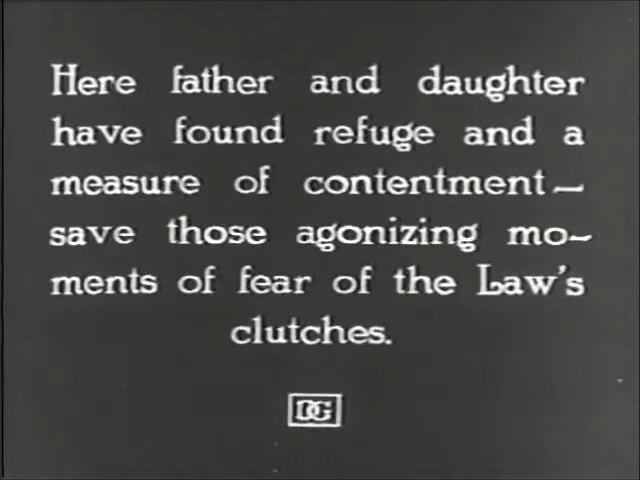 Here father and daughter
have found refuge and a
measure of contentment—
save those agonizing mo-
ments of fear of the Law's
clutches.
DG